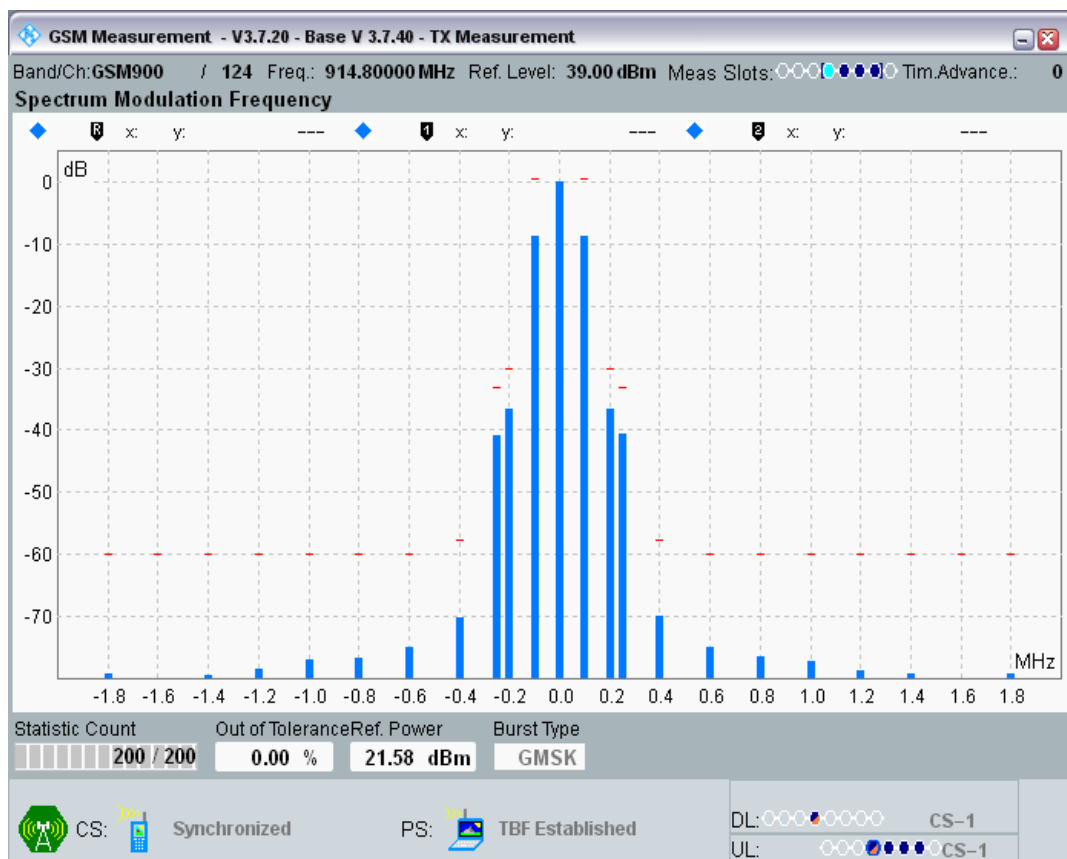 GSM Measurement - V3.7.20 - Base V 3.7.40 - TX Measurement
Band/Ch:GSM900 / 124 Freq.: 914.80000 MHz Ref. Level: 39.00 dBm Meas Slots: Tim.Advance.: 0
Spectrum Modulation Frequency
R x: y: --- 1 x: y: --- 2 x: y: ---
dB
0
-10
-20
-30
-40
-50
-60
-70
MHz
-1.8 -1.6 -1.4 -1.2 -1.0 -0.8 -0.6 -0.4 -0.2 0.0 0.2 0.4 0.6 0.8 1.0 1.2 1.4 1.6 1.8
Statistic Count Out of Tolerance Ref. Power Burst Type
200 / 200 0.00 % 21.58 dBm GMSK
CS: Synchronized PS: TBF Established
DL: CS-1
UL: CS-1